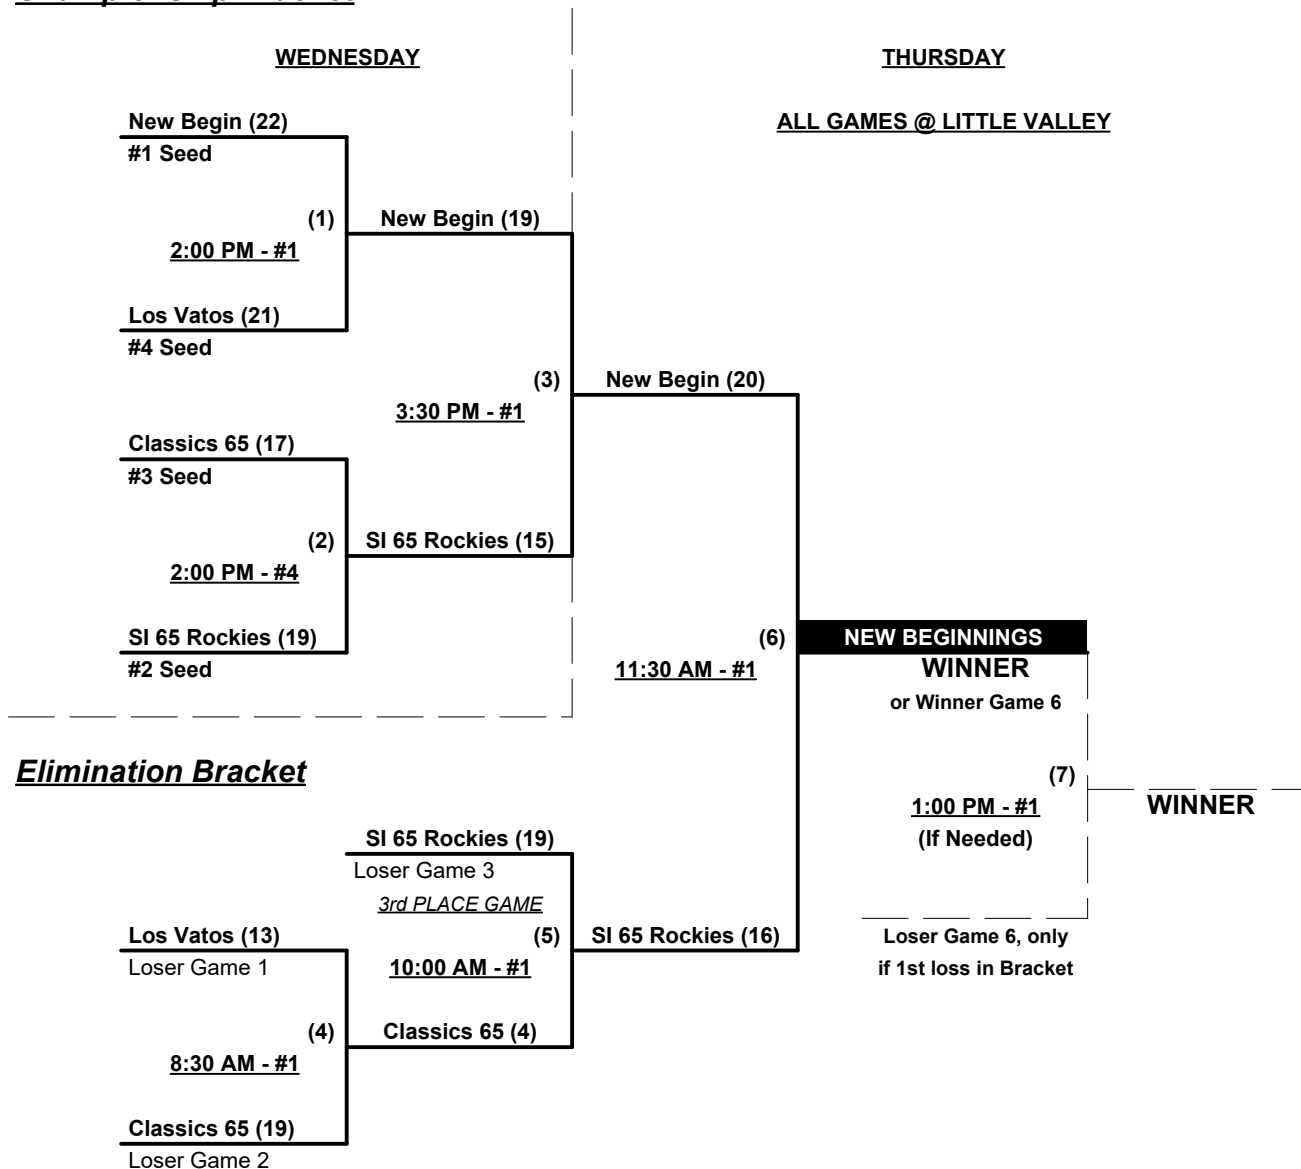 WEDNESDAY
THURSDAY
New Begin (22)
ALL GAMES @ LITTLE VALLEY
#1 Seed
(1)
New Begin (19)
2:00 PM - #1
Los Vatos (21)
#4 Seed
(3)
New Begin (20)
3:30 PM - #1
Classics 65 (17)
#3 Seed
(2)
SI 65 Rockies (15)
2:00 PM - #4
SI 65 Rockies (19)
#2 Seed
(6)
11:30 AM - #1
NEW BEGINNINGS
WINNER
or Winner Game 6
Elimination Bracket
(7)
1:00 PM - #1
(If Needed)
WINNER
SI 65 Rockies (19)
Loser Game 3
3rd PLACE GAME
Los Vatos (13)
Loser Game 1
(5)
SI 65 Rockies (16)
10:00 AM - #1
Loser Game 6, only
if 1st loss in Bracket
(4)
Classics 65 (4)
8:30 AM - #1
Classics 65 (19)
Loser Game 2